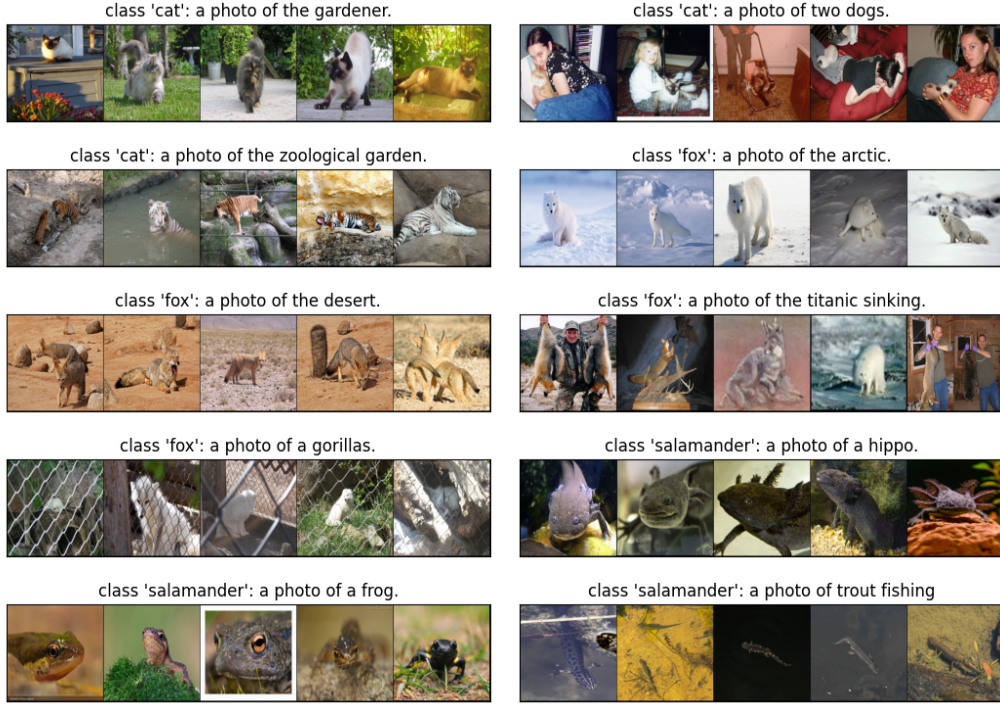 class 'cat': a photo of the gardener.
class 'cat': a photo of two dogs.
class 'cat': a photo of the zoological garden.
class 'fox': a photo of the arctic.
class 'fox': a photo of the desert.
class 'fox': a photo of the titanic sinking.
class 'fox': a photo of a gorillas.
class 'salamander': a photo of a hippo.
class 'salamander': a photo of a frog.
class 'salamander': a photo of trout fishing